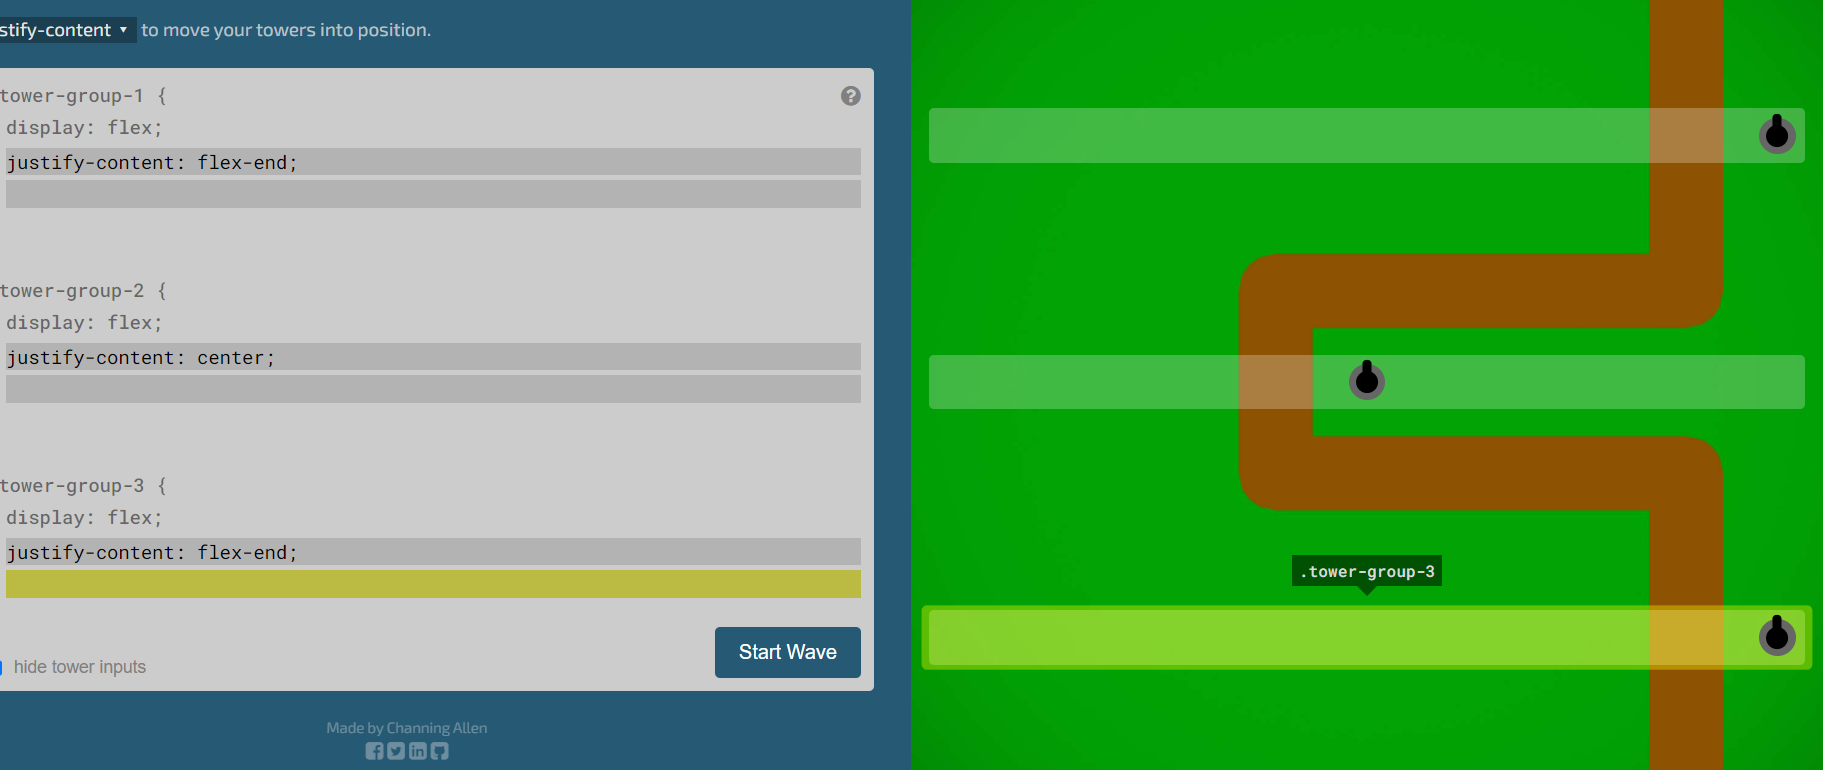 stify-content ▾ to move your towers into position.
tower-group-1 {
display: flex;
justify-content: flex-end;
tower-group-2 {
display: flex;
justify-content: center;
tower-group-3 {
display: flex;
justify-content: flex-end;
hide tower inputs
Start Wave
Made by Channing Allen
.tower-group-3